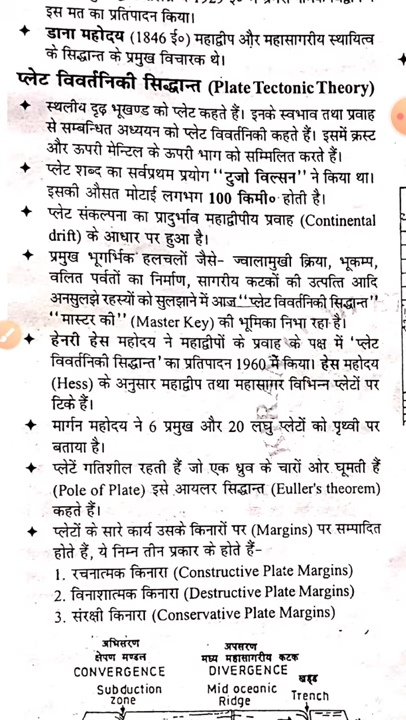 इस मत का प्रतिपादन किया।
✦ डाना महोदय (1846 ई०) महाद्वीप और महासागरीय स्थायित्व
के सिद्धान्त के प्रमुख विचारक थे।
प्लेट विवर्तनिकी सिद्धान्त (Plate Tectonic Theory)
✦ स्थलीय दृढ़ भूखण्ड को प्लेट कहते हैं। इनके स्वभाव तथा प्रवाह
से सम्बन्धित अध्ययन को प्लेट विवर्तनिकी कहते हैं। इसमें क्रस्ट
और ऊपरी मेन्टिल के ऊपरी भाग को सम्मिलित करते हैं।
✦ प्लेट शब्द का सर्वप्रथम प्रयोग "टुजो विल्सन" ने किया था।
इसकी औसत मोटाई लगभग 100 किमी० होती है।
✦ प्लेट संकल्पना का प्रादुर्भाव महाद्वीपीय प्रवाह (Continental
drift) के आधार पर हुआ है।
✦ प्रमुख भूगर्भिक हलचलों जैसे- ज्वालामुखी क्रिया, भूकम्प,
वलित पर्वतों का निर्माण, सागरीय कटकों की उत्पत्ति आदि
अनसुलझे रहस्यों को सुलझाने में आज "प्लेट विवर्तनिकी सिद्धान्त"
"मास्टर की" (Master Key) की भूमिका निभा रहा है।
✦ हेनरी हेस महोदय ने महाद्वीपों के प्रवाह के पक्ष में 'प्लेट
विवर्तनिकी सिद्धान्त' का प्रतिपादन 1960 में किया। हेस महोदय
(Hess) के अनुसार महाद्वीप तथा महासागर विभिन्न प्लेटों पर
टिके हैं।
✦ मार्गन महोदय ने 6 प्रमुख और 20 लघु प्लेटों को पृथ्वी पर
बताया है।
✦ प्लेटें गतिशील रहती हैं जो एक ध्रुव के चारों ओर घूमती हैं
(Pole of Plate) इसे आयलर सिद्धान्त (Euller's theorem)
कहते हैं।
✦ प्लेटों के सारे कार्य उसके किनारों पर (Margins) पर सम्पादित
होते हैं, ये निम्न तीन प्रकार के होते हैं-
1. रचनात्मक किनारा (Constructive Plate Margins)
2. विनाशात्मक किनारा (Destructive Plate Margins)
3. संरक्षी किनारा (Conservative Plate Margins)
अभिसरण
क्षेपण मण्डल
CONVERGENCE
Subduction
zone
अपसरण
मध्य महासागरीय कटक
DIVERGENCE
Mid oceanic
Ridge
खड्ड
Trench